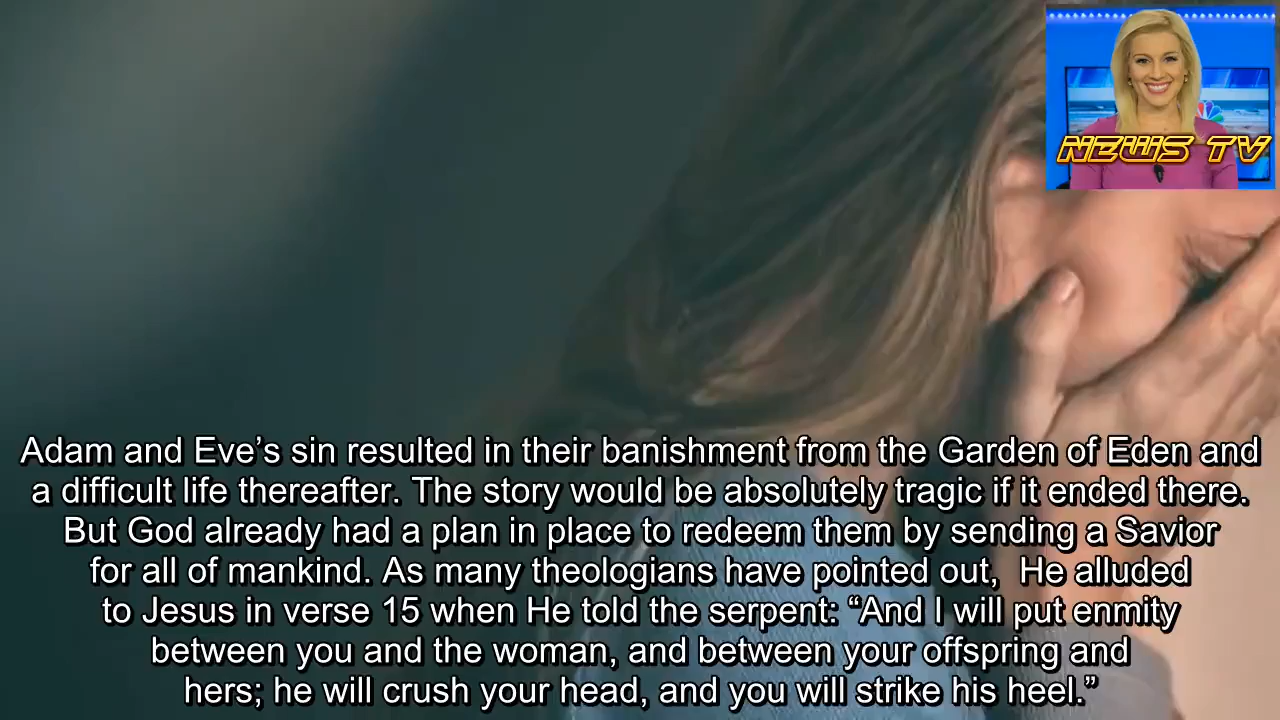 NEWS TV
Adam and Eve’s sin resulted in their banishment from the Garden of Eden and
a difficult life thereafter. The story would be absolutely tragic if it ended there.
But God already had a plan in place to redeem them by sending a Savior
for all of mankind. As many theologians have pointed out,  He alluded
to Jesus in verse 15 when He told the serpent: “And I will put enmity
between you and the woman, and between your offspring and
hers; he will crush your head, and you will strike his heel.”